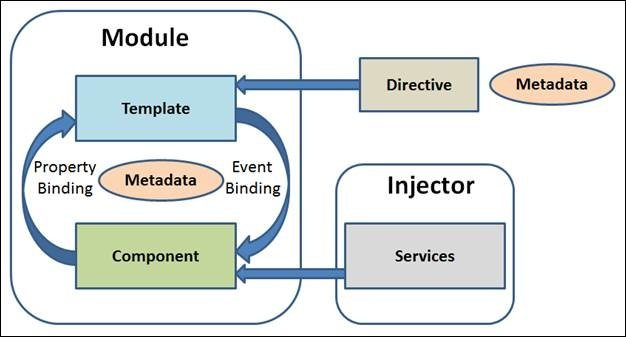 Module
Template
Directive
Metadata
Property
Binding
Metadata
Event
Binding
Injector
Component
Services